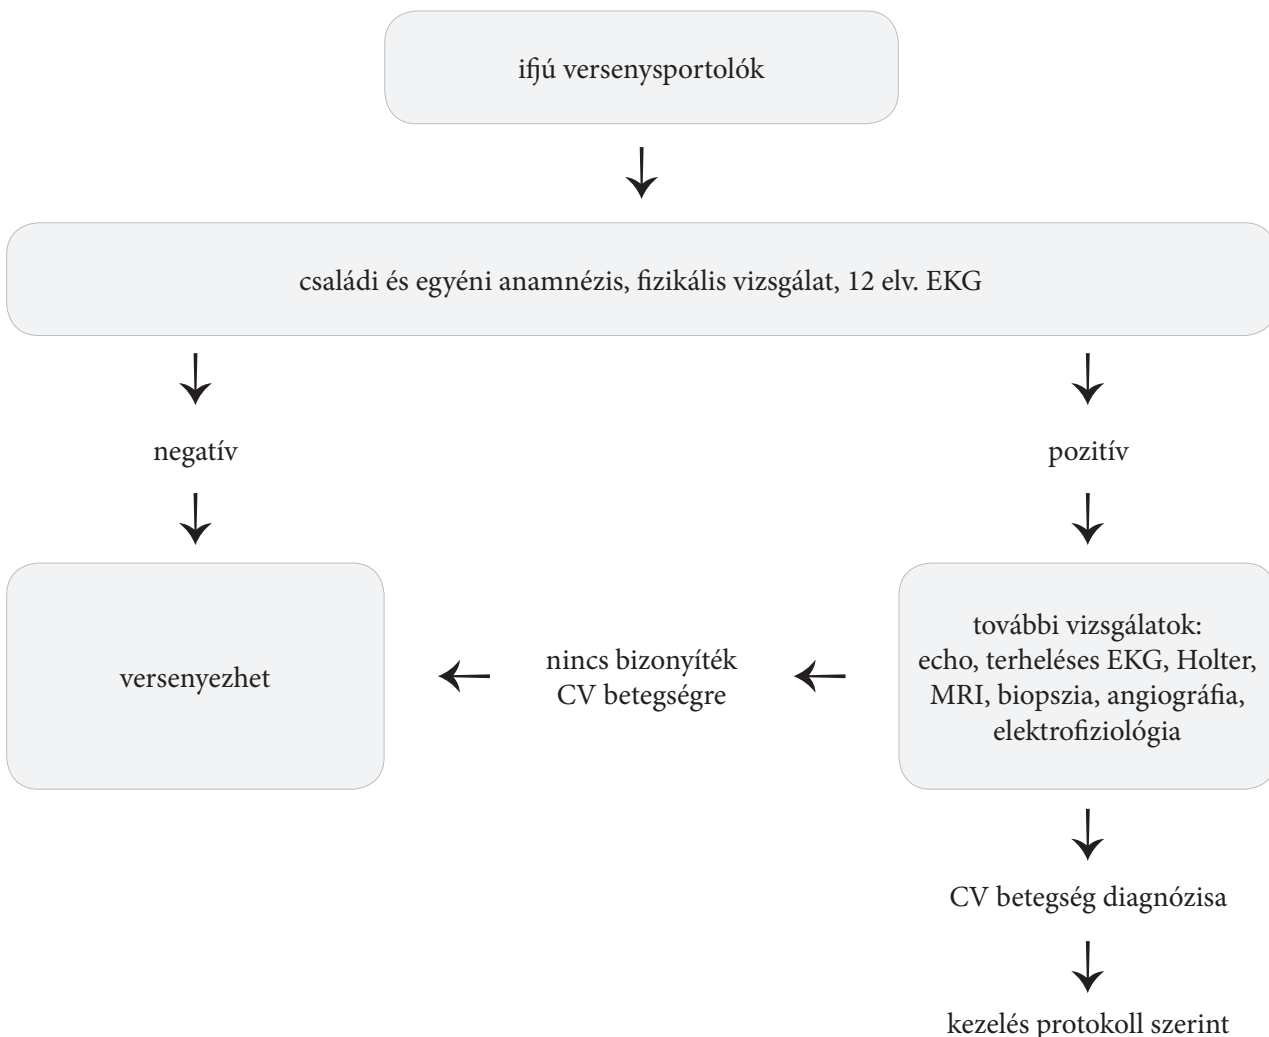 ifjú versenysportolók
családi és egyéni anamnézis, fizikális vizsgálat, 12 elv. EKG
negatív
pozitív
versenyezhet
nincs bizonyíték
CV betegségre
további vizsgálatok:
echo, terheléses EKG, Holter,
MRI, biopszia, angiográfia,
elektrofiziológia
CV betegség diagnózisa
kezelés protokoll szerint